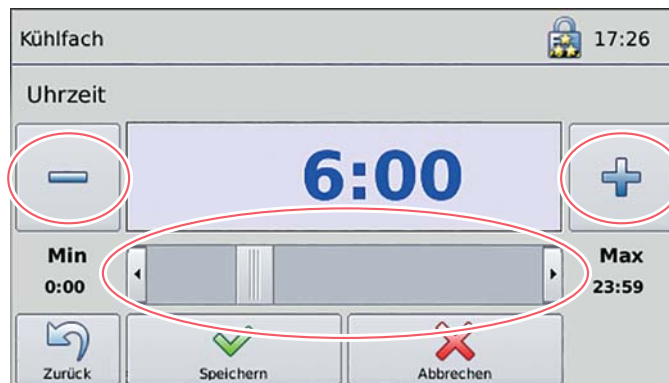 Kühlfach 17:26
Uhrzeit
6:00
Min Max
0:00 23:59
Zurück Speichern Abbrechen